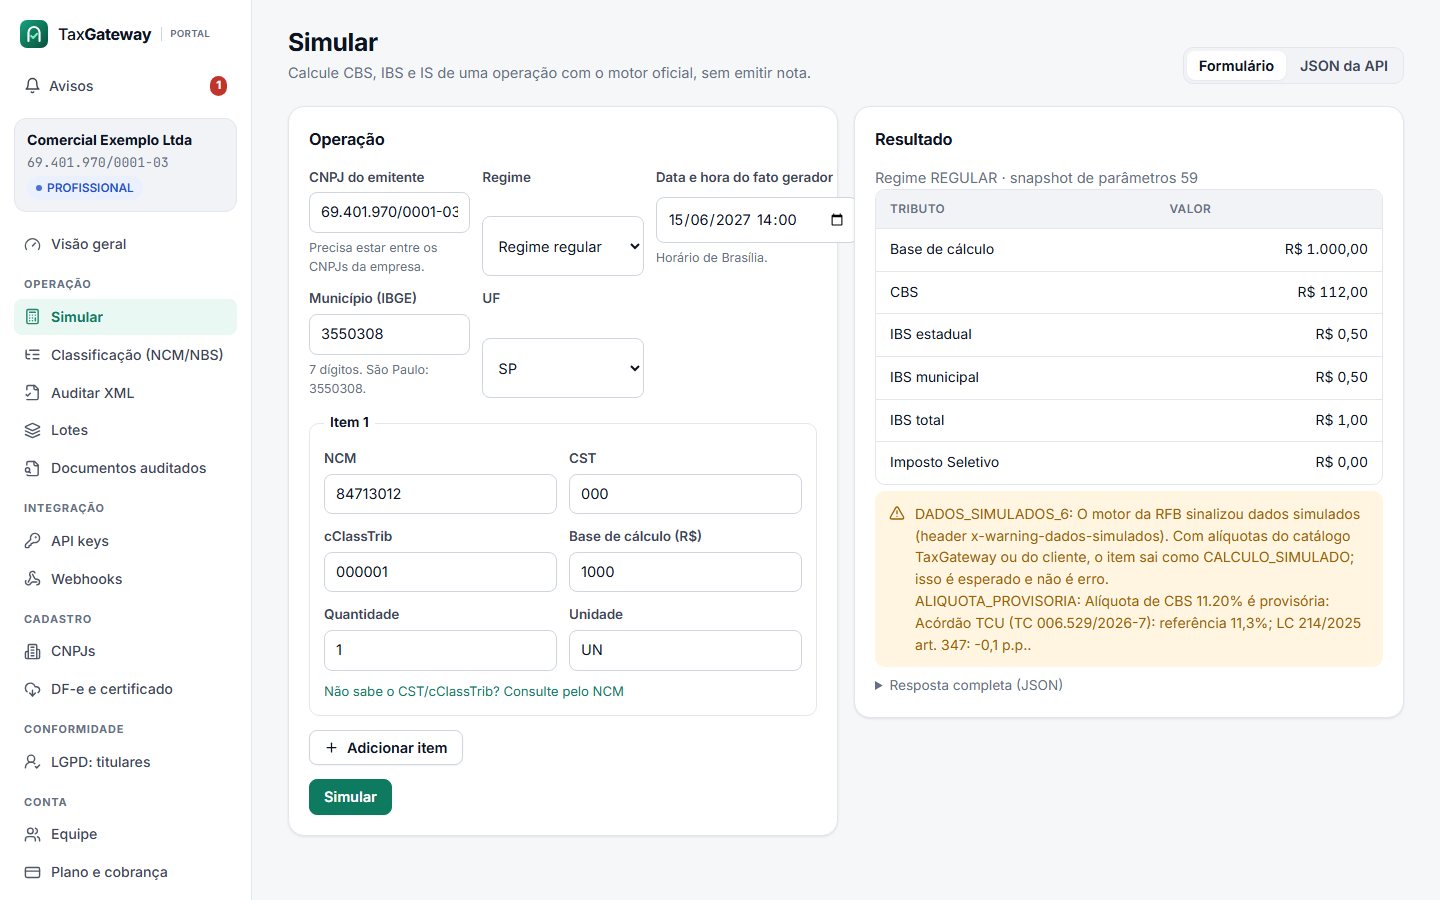 TaxGateway PORTAL
Avisos 1
Comercial Exemplo Ltda
69.401.970/0001-03
PROFISSIONAL
Visão geral
OPERAÇÃO
Simular
Classificação (NCM/NBS)
Auditar XML
Lotes
Documentos auditados
INTEGRAÇÃO
API keys
Webhooks
CADASTRO
CNPJs
DF-e e certificado
CONFORMIDADE
LGPD: titulares
CONTA
Equipe
Plano e cobrança
Simular
Calcule CBS, IBS e IS de uma operação com o motor oficial, sem emitir nota.
Formulário JSON da API
Operação
CNPJ do emitente Regime Data e hora do fato gerador
69.401.970/0001-03 Regime regular 15/06/2027 14:00
Precisa estar entre os
CNPJs da empresa.
Horário de Brasília.
Município (IBGE) UF
3550308 SP
7 dígitos. São Paulo:
3550308.
Item 1
NCM CST
84713012 000
cClassTrib Base de cálculo (R$)
000001 1000
Quantidade Unidade
1 UN
Não sabe o CST/cClassTrib? Consulte pelo NCM
Adicionar item
Simular
Resultado
Regime REGULAR · snapshot de parâmetros 59
TRIBUTO VALOR
Base de cálculo R$ 1.000,00
CBS R$ 112,00
IBS estadual R$ 0,50
IBS municipal R$ 0,50
IBS total R$ 1,00
Imposto Seletivo R$ 0,00
DADOS_SIMULADOS_6: O motor da RFB sinalizou dados simulados
(header x-warning-dados-simulados). Com alíquotas do catálogo
TaxGateway ou do cliente, o item sai como CALCULO_SIMULADO;
isso é esperado e não é erro.
ALIQUOTA_PROVISORIA: Alíquota de CBS 11.20% é provisória:
Acórdão TCU (TC 006.529/2026-7): referência 11,3%; LC 214/2025
art. 347: -0,1 p.p..
Resposta completa (JSON)